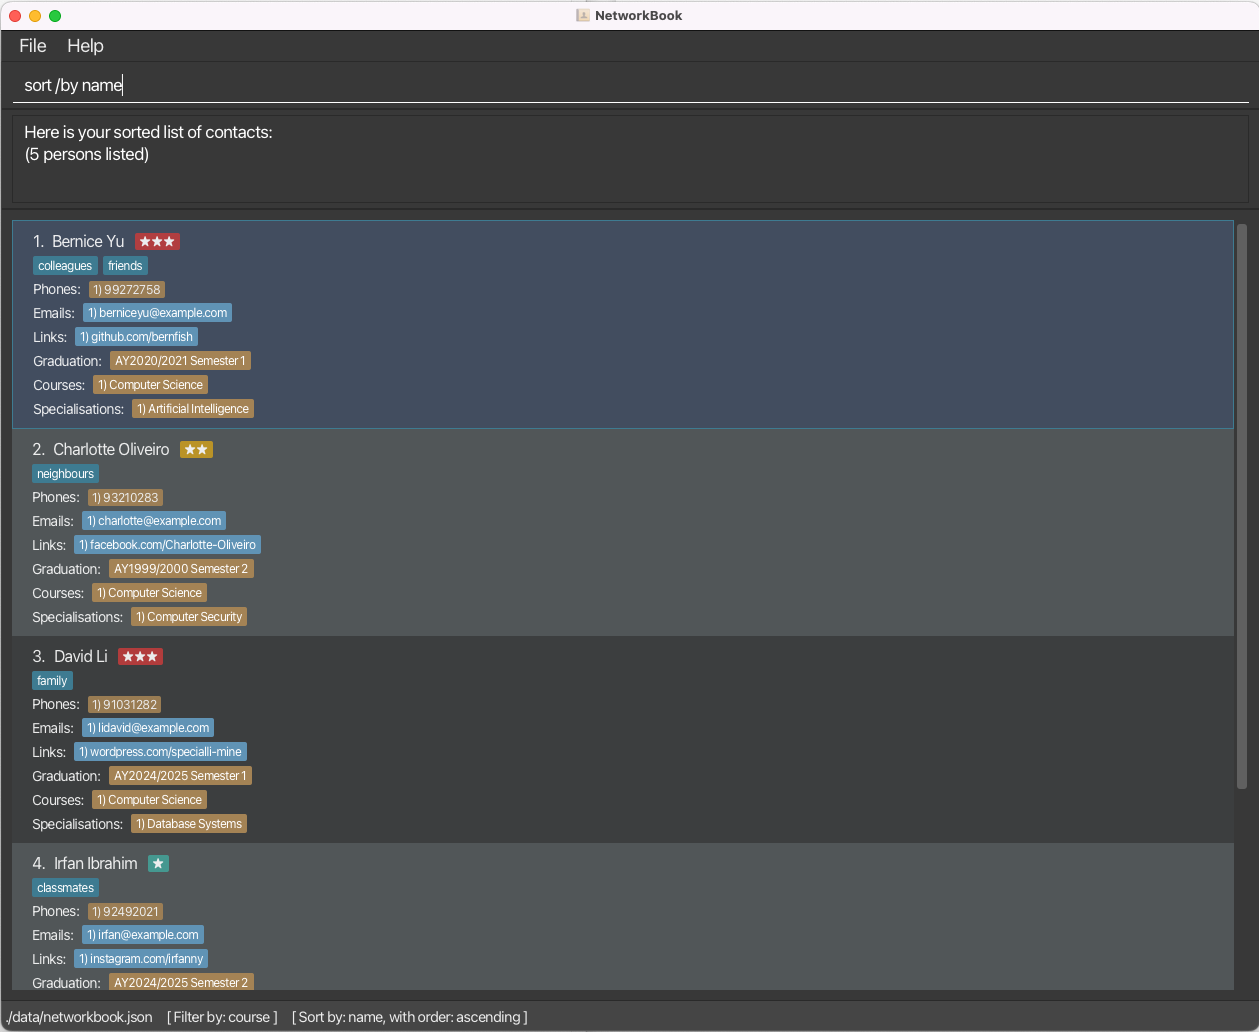 NetworkBook
File Help
sort /by name
Here is your sorted list of contacts:
(5 persons listed)
1. Bernice Yu ★★★
colleagues friends
Phones: 1) 99272758
Emails: 1) berniceyu@example.com
Links: 1) github.com/bernfish
Graduation: AY2020/2021 Semester 1
Courses: 1) Computer Science
Specialisations: 1) Artificial Intelligence
2. Charlotte Oliveiro ★★
neighbours
Phones: 1) 93210283
Emails: 1) charlotte@example.com
Links: 1) facebook.com/Charlotte-Oliveiro
Graduation: AY1999/2000 Semester 2
Courses: 1) Computer Science
Specialisations: 1) Computer Security
3. David Li ★★★
family
Phones: 1) 91031282
Emails: 1) lidavid@example.com
Links: 1) wordpress.com/specialli-mine
Graduation: AY2024/2025 Semester 1
Courses: 1) Computer Science
Specialisations: 1) Database Systems
4. Irfan Ibrahim ★
classmates
Phones: 1) 92492021
Emails: 1) irfan@example.com
Links: 1) instagram.com/irfanny
Graduation: AY2024/2025 Semester 2
./data/networkbook.json [ Filter by: course ] [ Sort by: name, with order: ascending ]